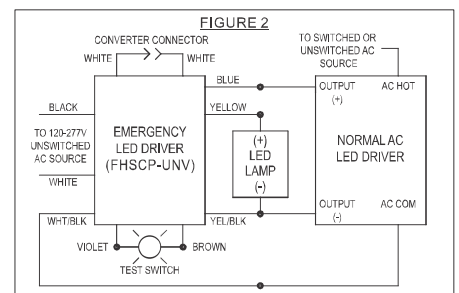 FIGURE 2
CONVERTER CONNECTOR
WHITE
WHITE
TO SWITCHED OR
UNSWITCHED AC
SOURCE
BLUE
OUTPUT
(+)
AC HOT
BLACK
YELLOW
TO 120-277V
UNSWITCHED
AC SOURCE
EMERGENCY
LED DRIVER
(FHSCP-UNV)
(+)
LED
LAMP
(-)
NORMAL AC
LED DRIVER
WHITE
WHT/BLK
YEL/BLK
OUTPUT
(-)
AC COM
VIOLET
BROWN
TEST SWITCH